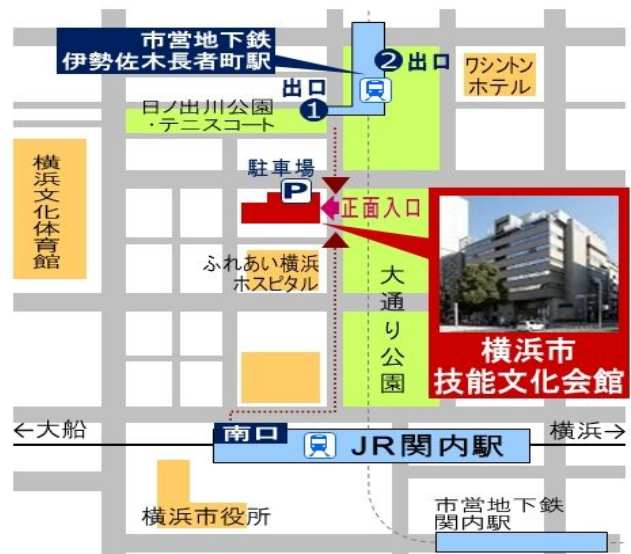 市営地下鉄
伊勢佐木長者町駅
❷出口
ワシントン
ホテル
出口
❶
日ノ出川公園
・テニスコート
横浜文化体育館
駐車場
P
正面入口
ふれあい横浜
ホスピタル
大通り公園
横浜市
技能文化会館
←大船
南口
JR関内駅
横浜→
横浜市役所
市営地下鉄
関内駅